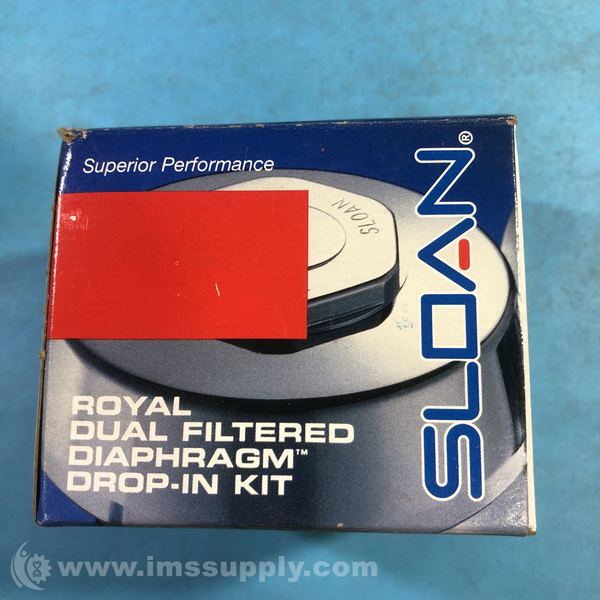 Superior Performance
SLOAN
SLOAN®
ROYAL
DUAL FILTERED
DIAPHRAGM™
DROP-IN KIT
www.imssupply.com